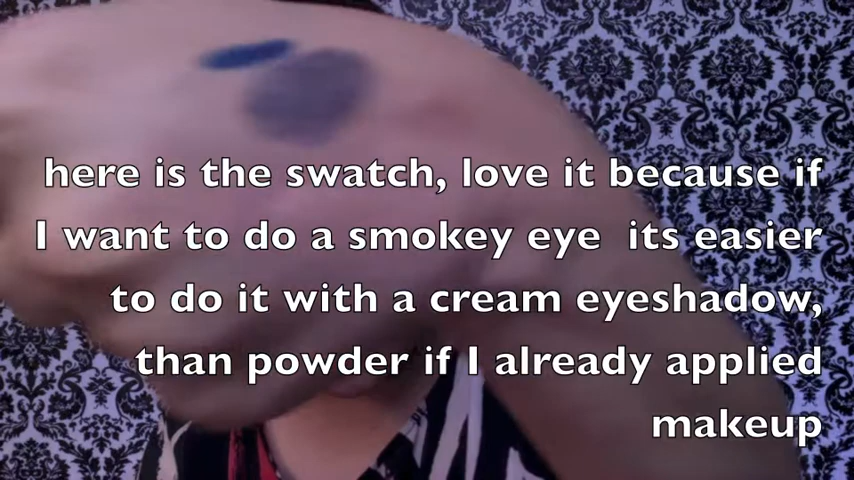 here is the swatch, love it because if
I want to do a smokey eye  its easier
to do it with a cream eyeshadow,
than powder if I already applied
makeup